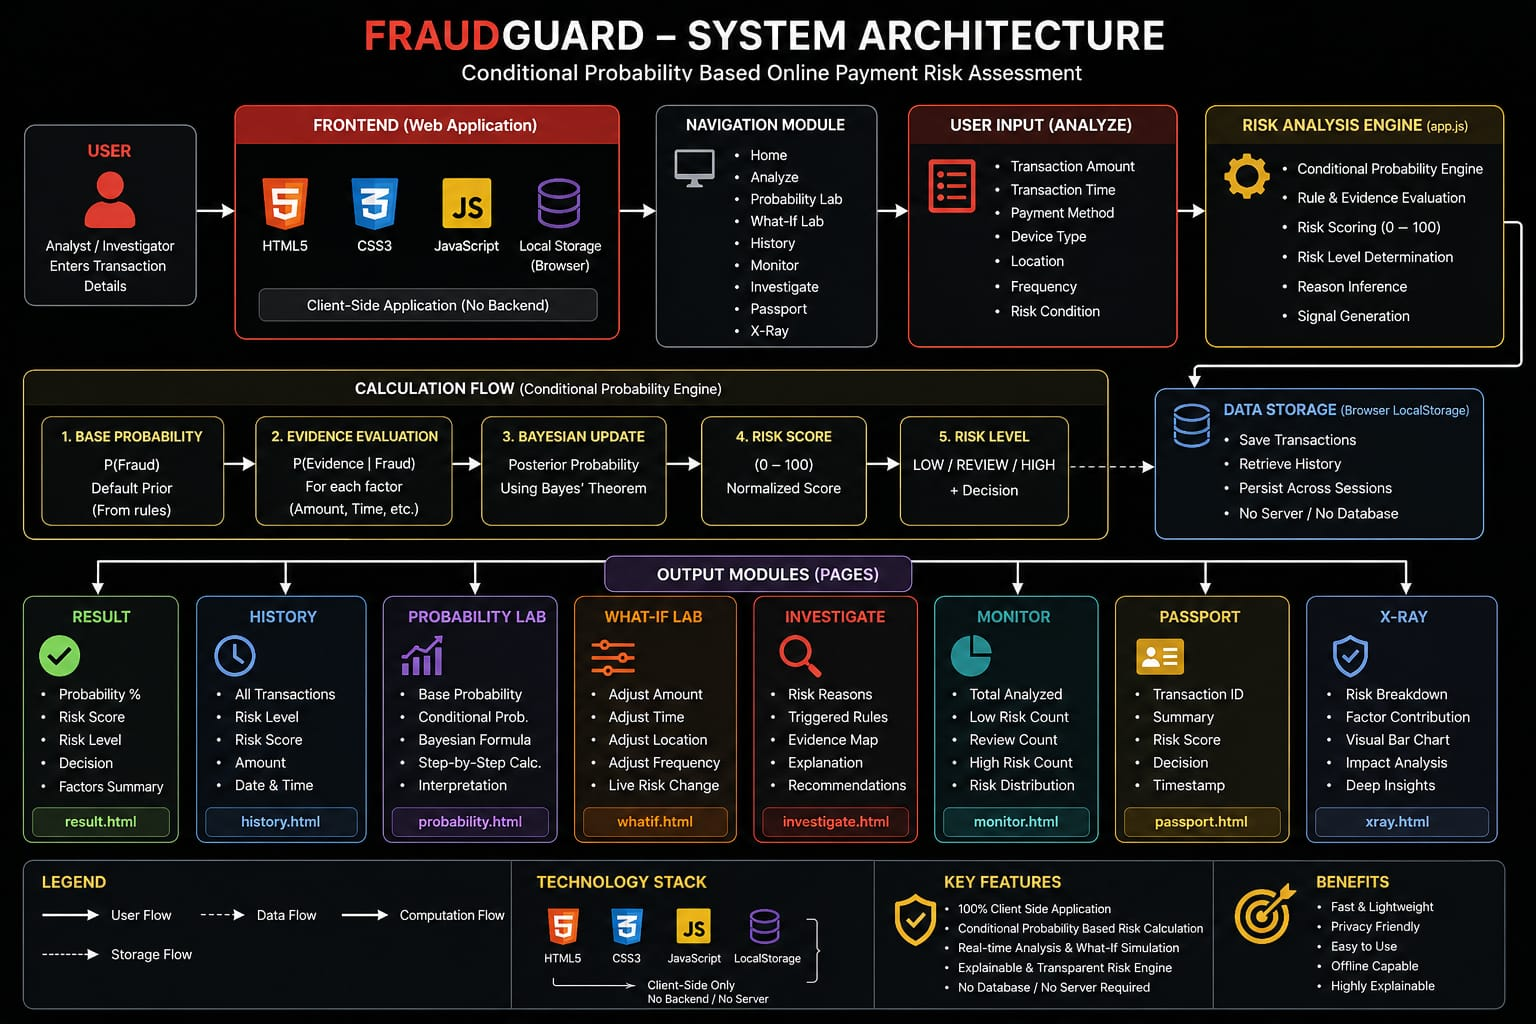 FRAUDGUARD – SYSTEM ARCHITECTURE
Conditional Probability Based Online Payment Risk Assessment
USER
Analyst / Investigator
Enters Transaction
Details
FRONTEND (Web Application)
HTML5
CSS3
JS
JavaScript
Local Storage
(Browser)
Client-Side Application (No Backend)
NAVIGATION MODULE
• Home
• Analyze
• Probability Lab
• What-If Lab
• History
• Monitor
• Investigate
• Passport
• X-Ray
USER INPUT (ANALYZE)
• Transaction Amount
• Transaction Time
• Payment Method
• Device Type
• Location
• Frequency
• Risk Condition
RISK ANALYSIS ENGINE (app.js)
• Conditional Probability Engine
• Rule & Evidence Evaluation
• Risk Scoring (0 – 100)
• Risk Level Determination
• Reason Inference
• Signal Generation
CALCULATION FLOW (Conditional Probability Engine)
1. BASE PROBABILITY
P(Fraud)
Default Prior
(From rules)
2. EVIDENCE EVALUATION
P(Evidence | Fraud)
For each factor
(Amount, Time, etc.)
3. BAYESIAN UPDATE
Posterior Probability
Using Bayes' Theorem
4. RISK SCORE
(0 – 100)
Normalized Score
5. RISK LEVEL
LOW / REVIEW / HIGH
+ Decision
DATA STORAGE (Browser LocalStorage)
• Save Transactions
• Retrieve History
• Persist Across Sessions
• No Server / No Database
OUTPUT MODULES (PAGES)
RESULT
• Probability %
• Risk Score
• Risk Level
• Decision
• Factors Summary
result.html
HISTORY
• All Transactions
• Risk Level
• Risk Score
• Amount
• Date & Time
history.html
PROBABILITY LAB
• Base Probability
• Conditional Prob.
• Bayesian Formula
• Step-by-Step Calc.
• Interpretation
probability.html
WHAT-IF LAB
• Adjust Amount
• Adjust Time
• Adjust Location
• Adjust Frequency
• Live Risk Change
whatif.html
INVESTIGATE
• Risk Reasons
• Triggered Rules
• Evidence Map
• Explanation
• Recommendations
investigate.html
MONITOR
• Total Analyzed
• Low Risk Count
• Review Count
• High Risk Count
• Risk Distribution
monitor.html
PASSPORT
• Transaction ID
• Summary
• Risk Score
• Decision
• Timestamp
passport.html
X-RAY
• Risk Breakdown
• Factor Contribution
• Visual Bar Chart
• Impact Analysis
• Deep Insights
xray.html
LEGEND
User Flow
Data Flow
Computation Flow
Storage Flow
TECHNOLOGY STACK
HTML5
CSS3
JS
JavaScript
LocalStorage
Client-Side Only
No Backend / No Server
KEY FEATURES
• 100% Client Side Application
• Conditional Probability Based Risk Calculation
• Real-time Analysis & What-If Simulation
• Explainable & Transparent Risk Engine
• No Database / No Server Required
BENEFITS
• Fast & Lightweight
• Privacy Friendly
• Easy to Use
• Offline Capable
• Highly Explainable